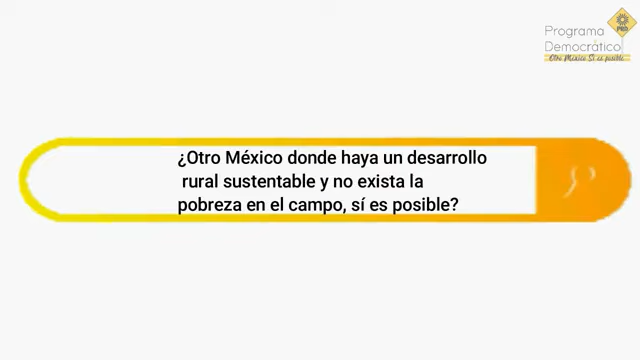 Programa
Democrático
Otro México Sí es posible
PRD
¿Otro México donde haya un desarrollo
rural sustentable y no exista la
pobreza en el campo, sí es posible?